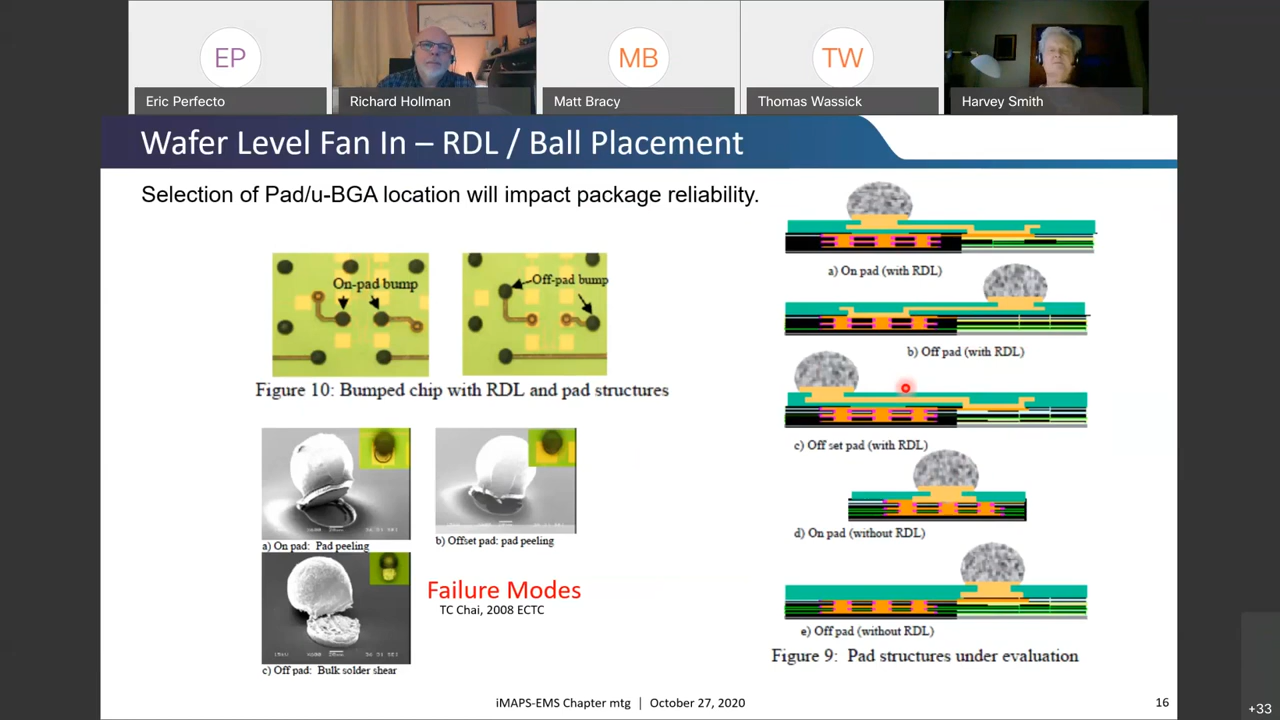 EP
MB
TW
Eric Perfecto
Richard Hollman
Matt Bracy
Thomas Wassick
Harvey Smith
Wafer Level Fan In – RDL / Ball Placement
Selection of Pad/u-BGA location will impact package reliability.
On-pad bump
Off-pad bump
Figure 10: Bumped chip with RDL and pad structures
a) On pad: Pad peeling
b) Offset pad: pad peeling
c) Off pad: Bulk solder shear
Failure Modes
TC Chai, 2008 ECTC
a) On pad (with RDL)
b) Off pad (with RDL)
c) Off set pad (with RDL)
d) On pad (without RDL)
e) Off pad (without RDL)
Figure 9: Pad structures under evaluation
iMAPS-EMS Chapter mtg | October 27, 2020
16
+33